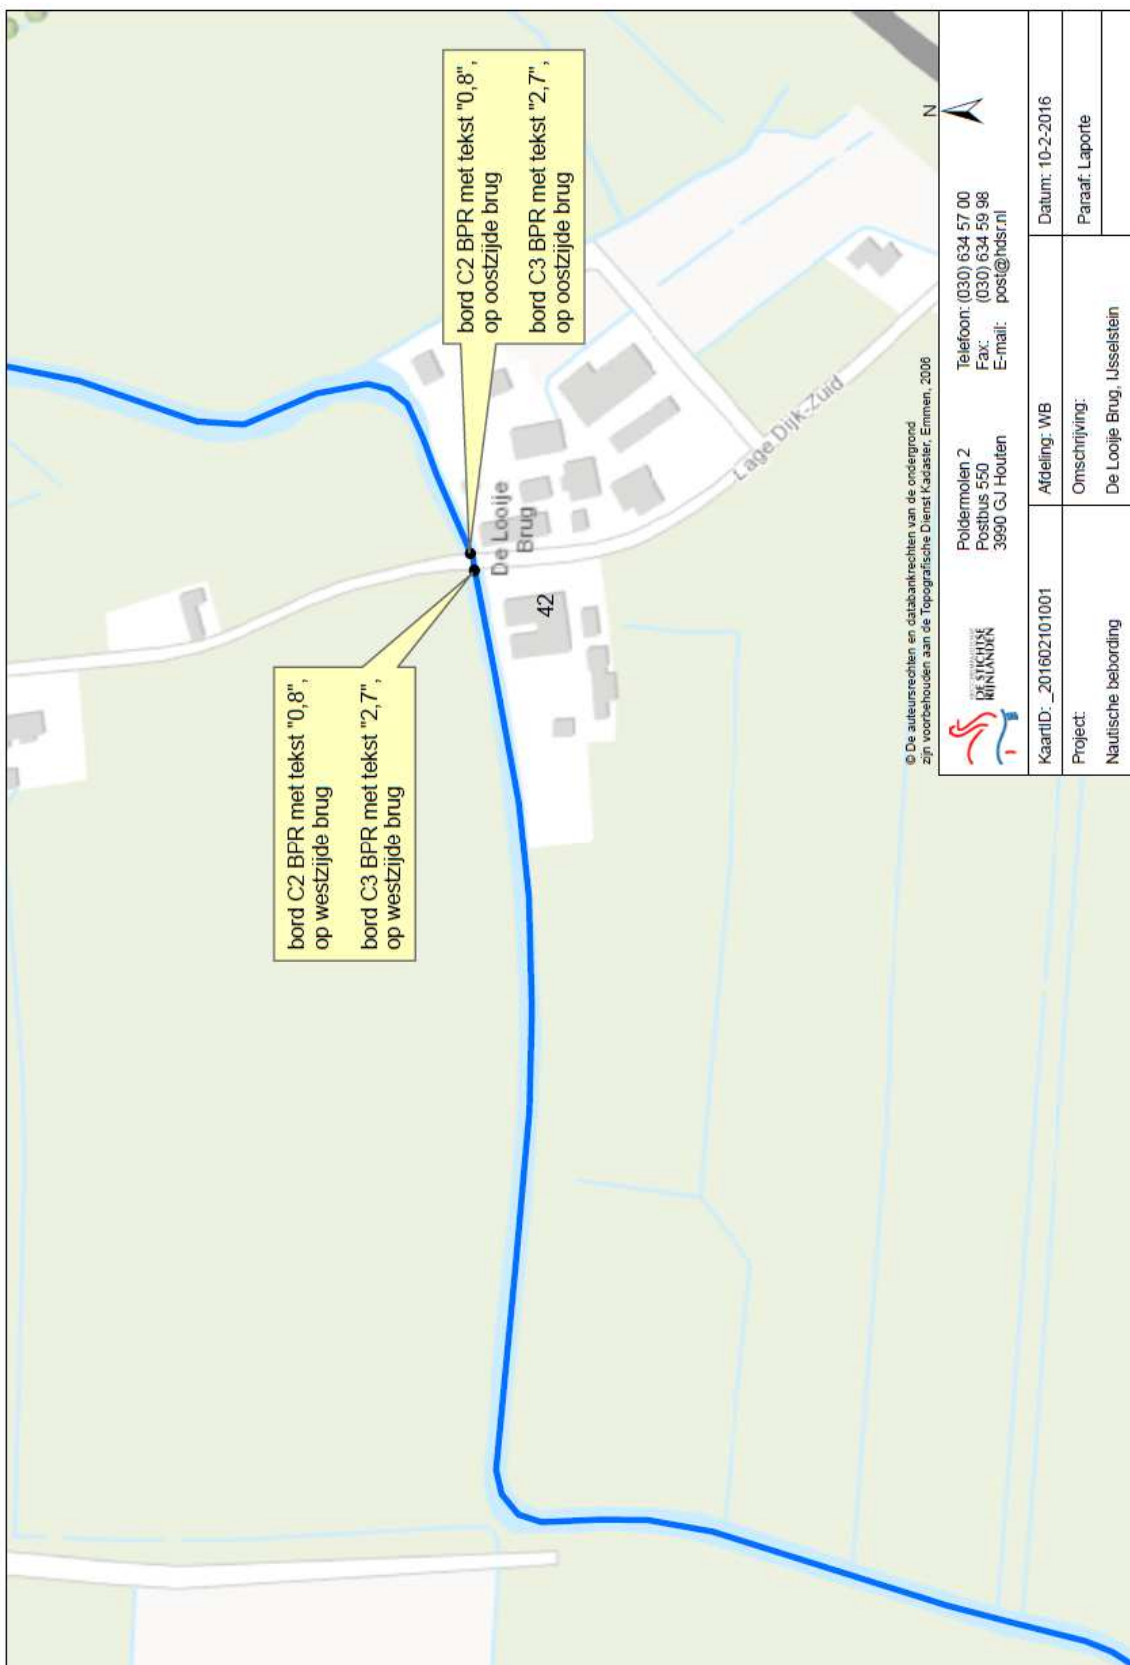 bord C2 BPR met tekst "0,8",
op westzijde brug
bord C3 BPR met tekst "2,7",
op westzijde brug
bord C2 BPR met tekst "0,8",
op oostzijde brug
bord C3 BPR met tekst "2,7",
op oostzijde brug
De Looije
Brug
42
Lage Dijk-Zuid
© De auteursrechten en databankrechten van de ondergrond
zijn voorbehouden aan de Topografische Dienst Kadaster, Emmen, 2006
N
DE STICHTSE
RIJNLANDEN
Poldermolen 2
Postbus 550
3990 GJ Houten
Telefoon: (030) 634 57 00
Fax: (030) 634 59 98
E-mail: post@hdsr.nl
KaartID: _201602101001
Afdeling: WB
Datum: 10-2-2016
Project:
Omschrijving:
Paraaf: Laporte
Nautische bebording
De Looije Brug, IJsselstein